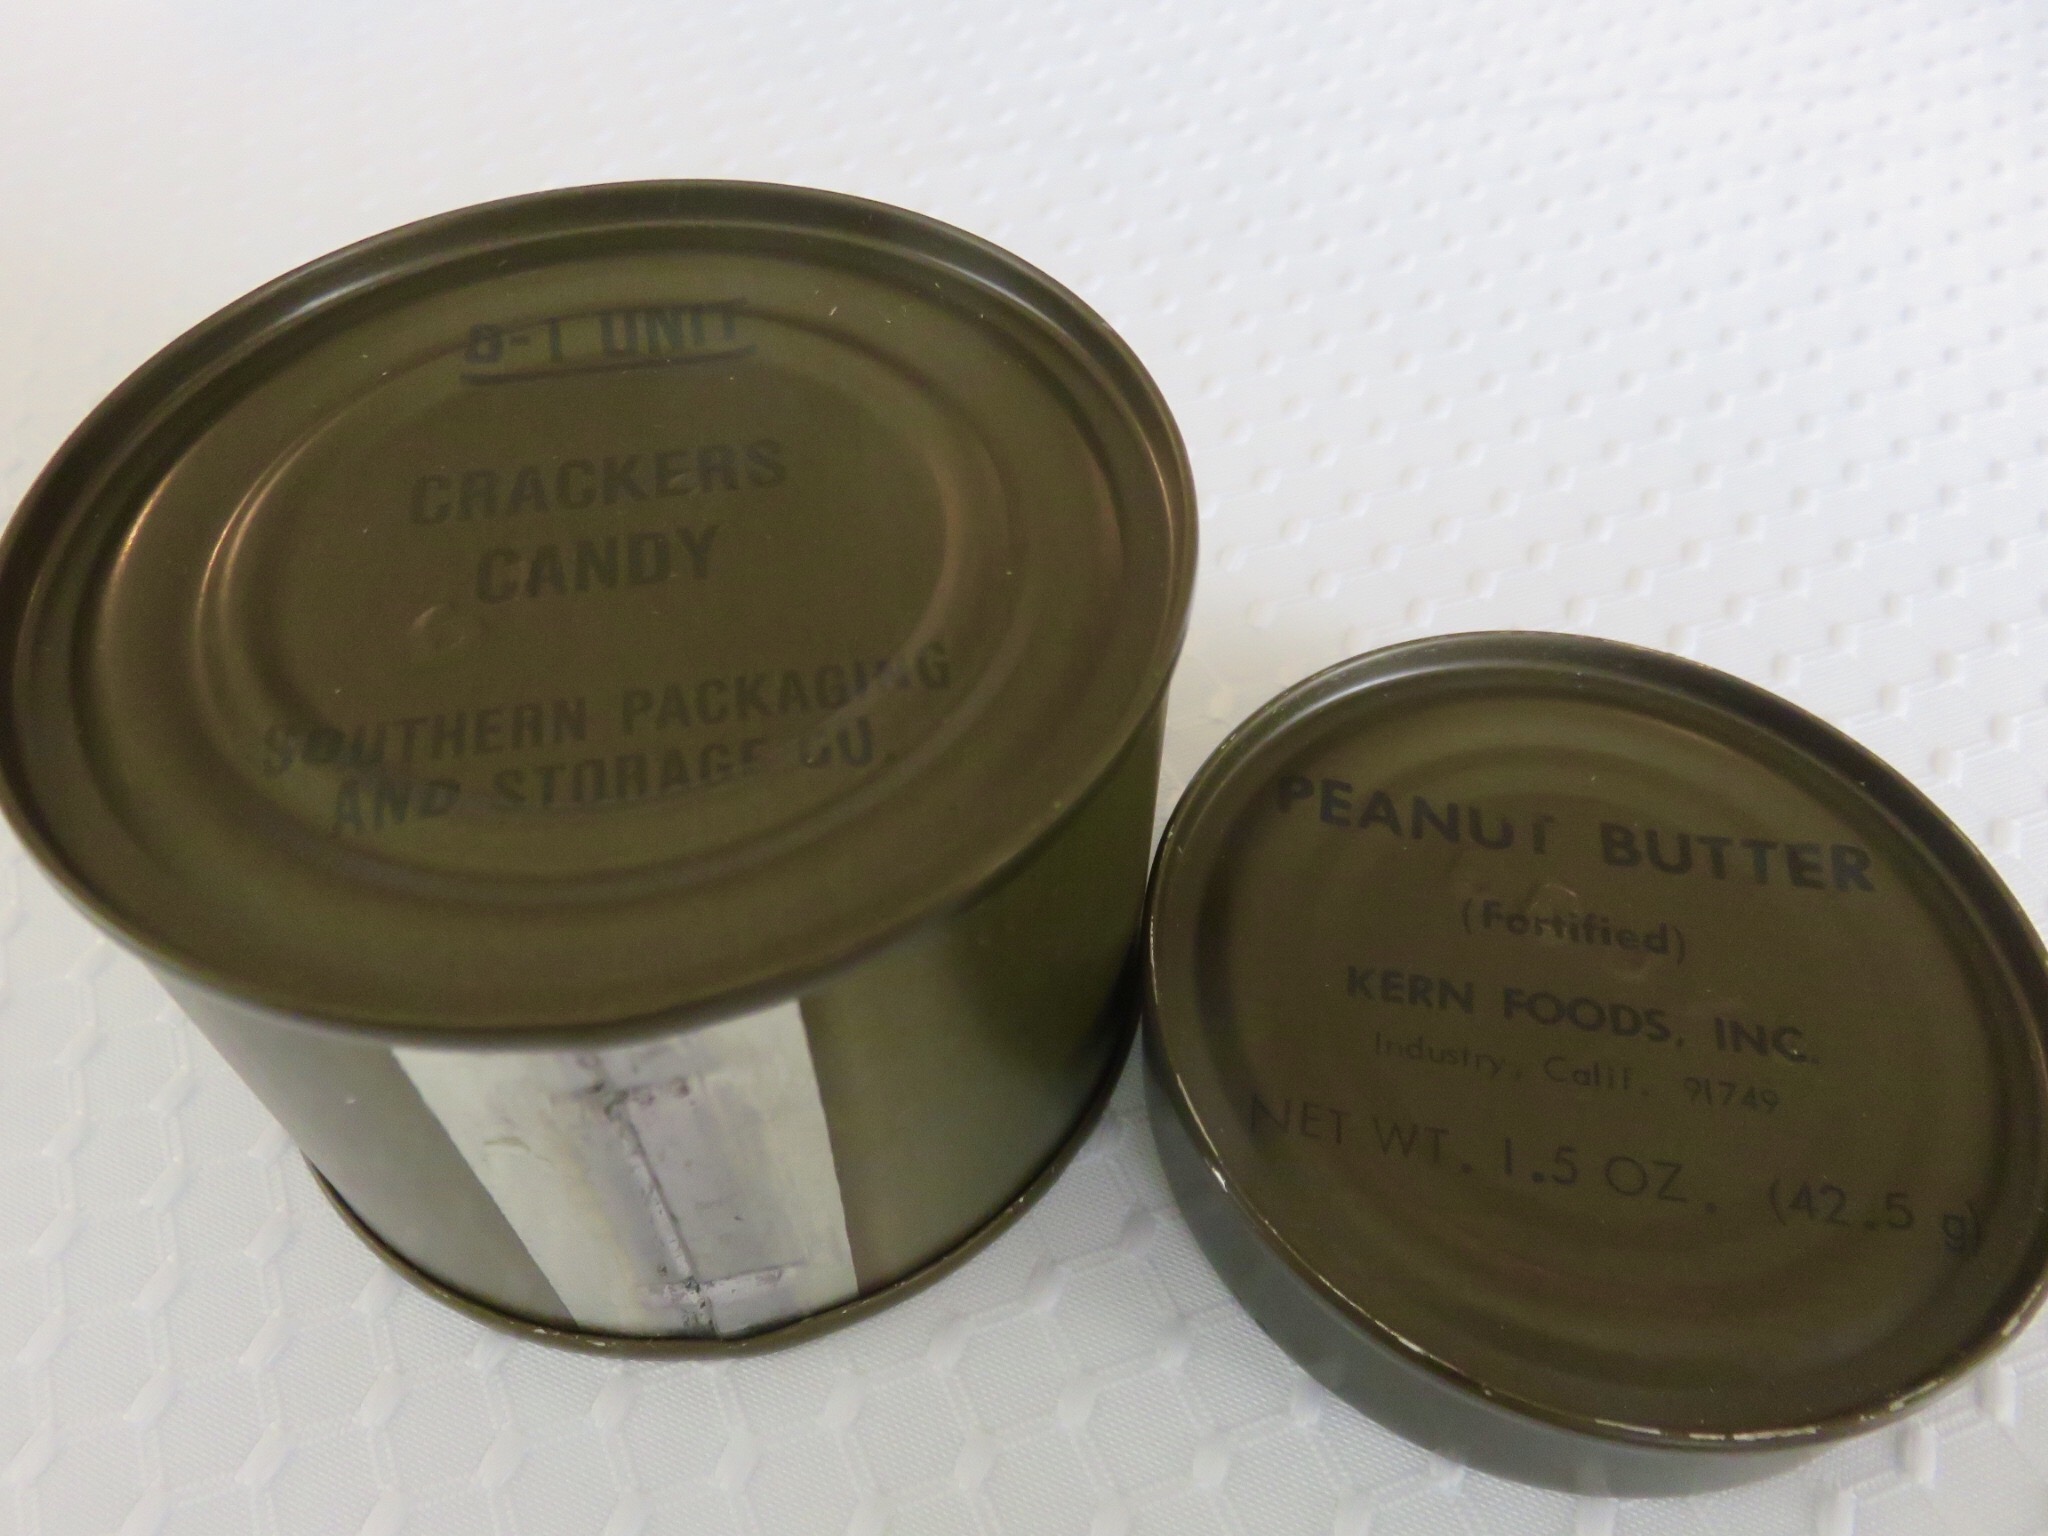 B-1 UNIT
CRACKERS
CANDY
SOUTHERN PACKAGING
AND STORAGE CO.
PEANUT BUTTER
(Fortified)
KERN FOODS, INC.
Industry, Calif. 91749
NET WT. 1.5 OZ. (42.5 g)